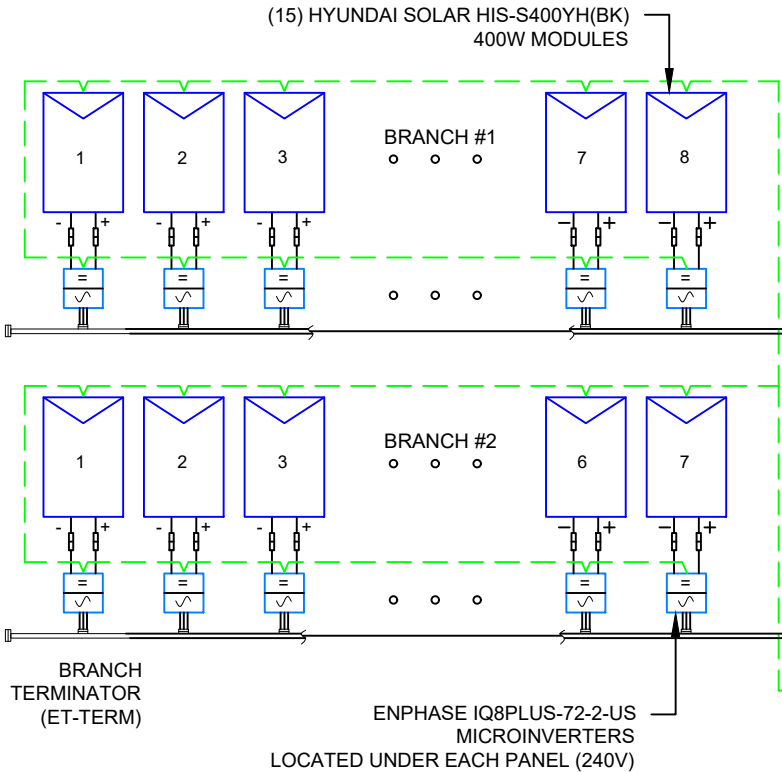 (15) HYUNDAI SOLAR HIS-S400YH(BK)
400W MODULES
BRANCH #1
1 2 3 7 8
- + - + - + - + - +
= = = = =
BRANCH #2
1 2 3 6 7
- + - + - + - + - +
= = = = =
BRANCH
TERMINATOR
(ET-TERM)
ENPHASE IQ8PLUS-72-2-US
MICROINVERTERS
LOCATED UNDER EACH PANEL (240V)